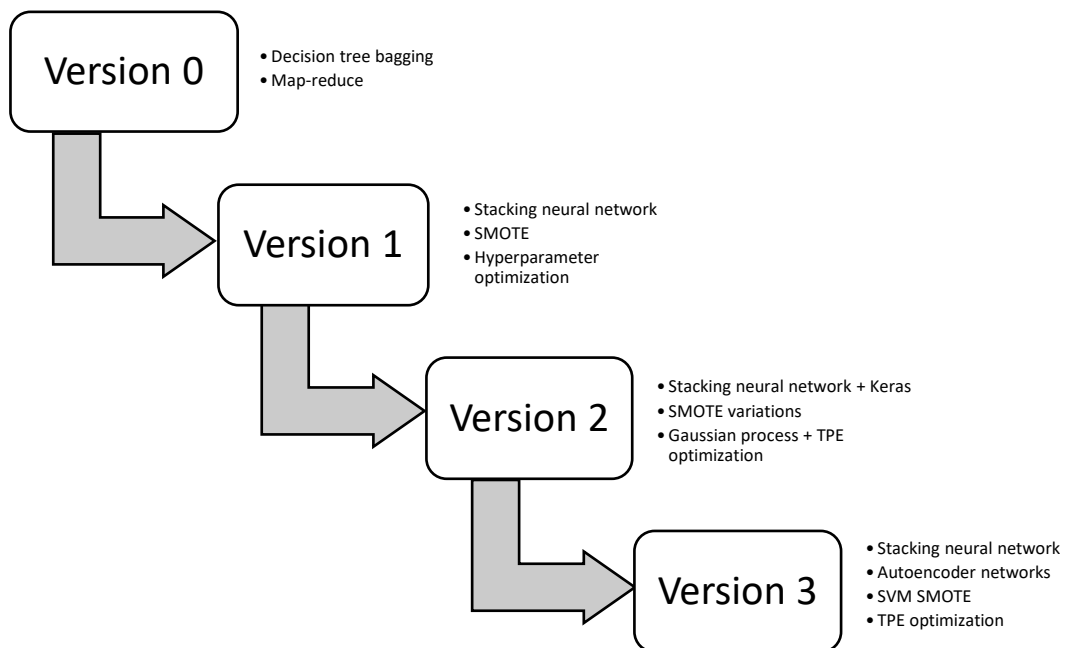 Version 0
• Decision tree bagging
• Map-reduce
Version 1
• Stacking neural network
• SMOTE
• Hyperparameter
optimization
Version 2
• Stacking neural network + Keras
• SMOTE variations
• Gaussian process + TPE
optimization
Version 3
• Stacking neural network
• Autoencoder networks
• SVM SMOTE
• TPE optimization